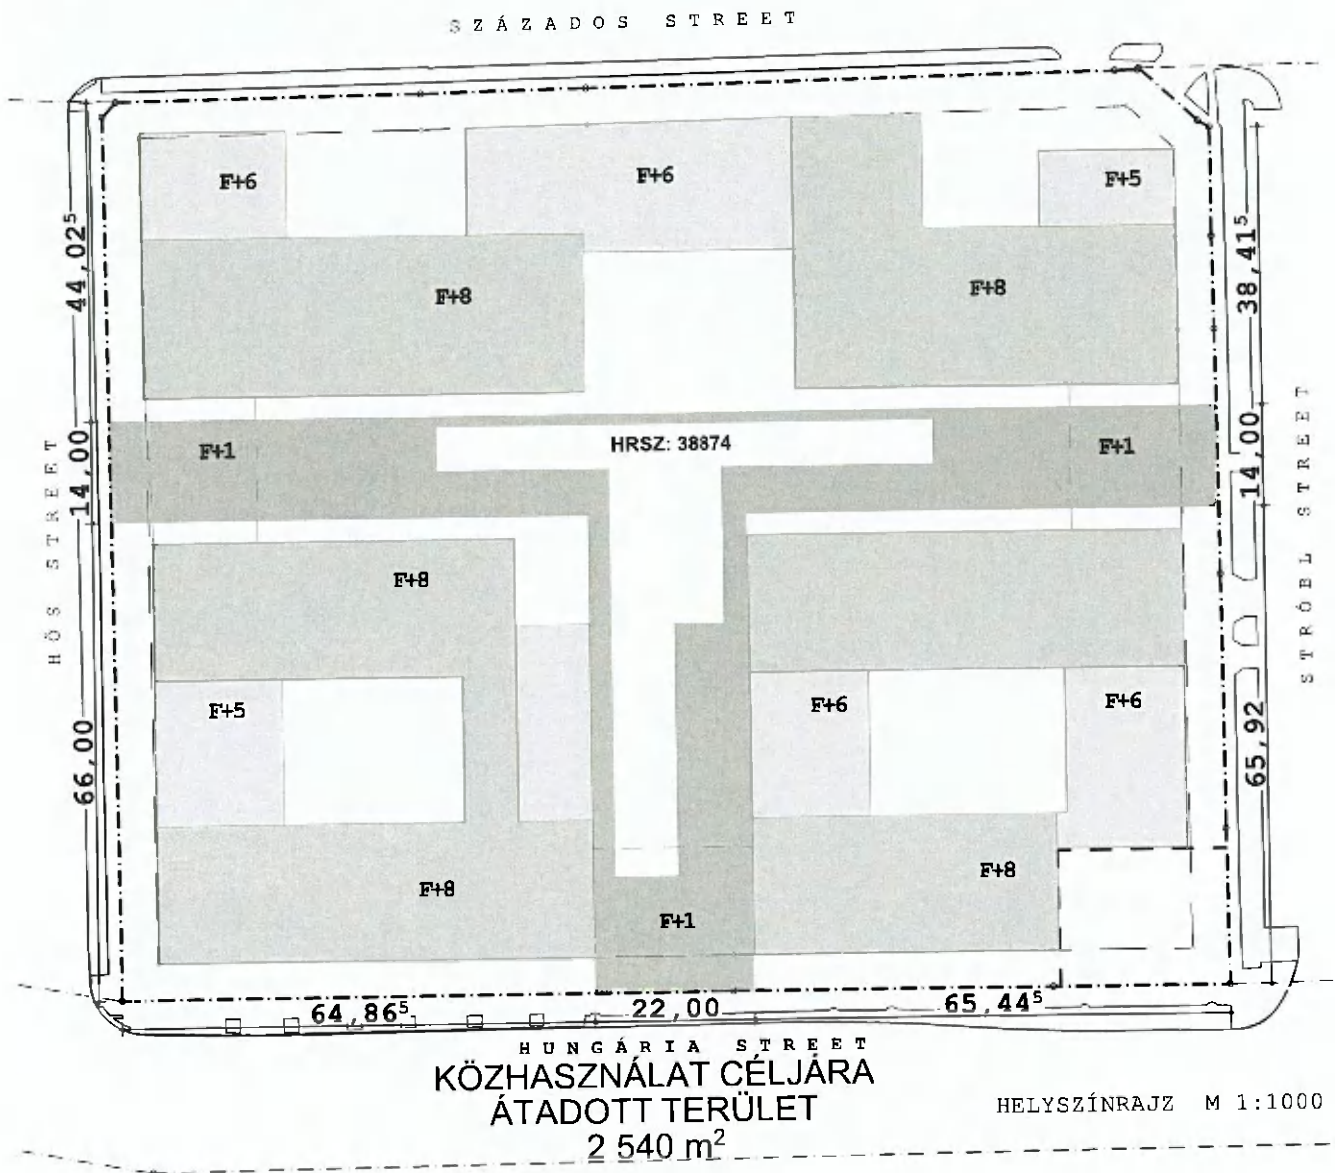 SZÁZADOS STREET
F+6
F+6
F+5
44,02⁵
38,41⁵
F+8
F+8
HŐS STREET
14,00
F+1
HRSZ: 38874
F+1
14,00
STRÓBL STREET
F+8
66,00
F+5
F+6
F+6
65,92
F+8
F+8
F+1
64,86⁵
22,00
65,44⁵
HUNGÁRIA STREET
KÖZHASZNÁLAT CÉLJÁRA
ÁTADOTT TERÜLET
2 540 m²
HELYSZÍNRAJZ M 1:1000